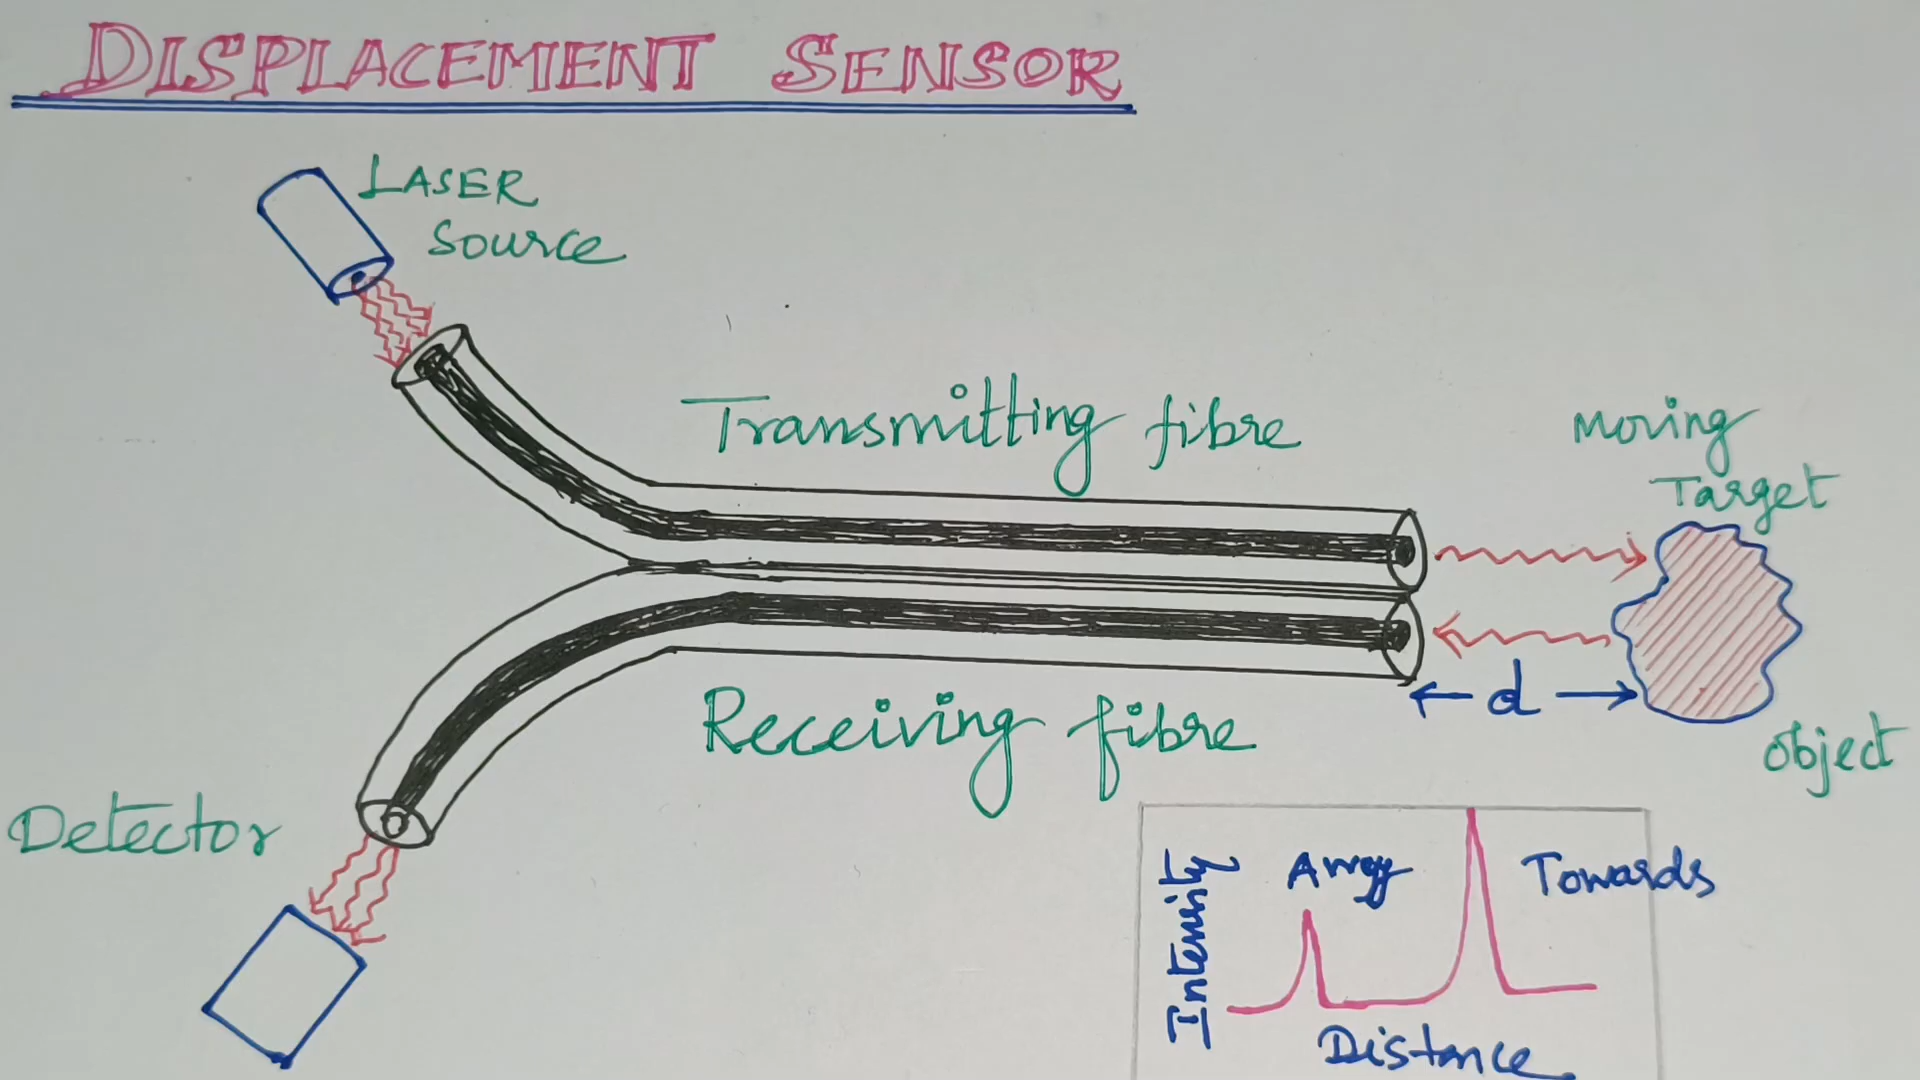 DISPLACEMENT SENSOR
LASER
Source
Transmitting fibre
Moving
Target
d
Receiving fibre
Object
Detector
Intensity
Away
Towards
Distance